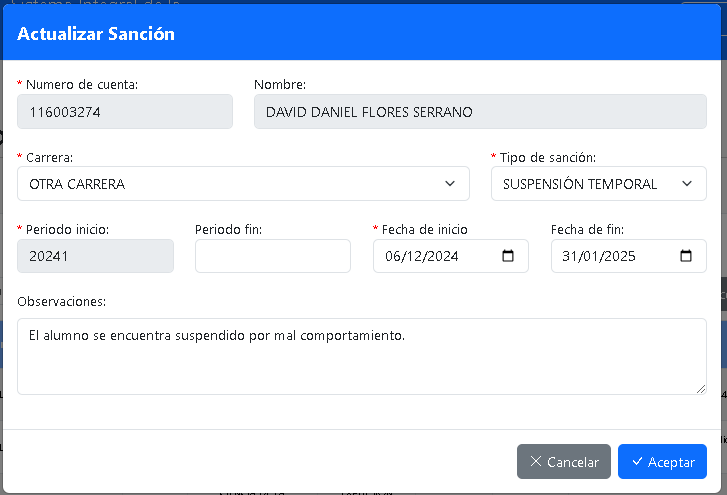 Actualizar Sanción
* Numero de cuenta: Nombre:
116003274 DAVID DANIEL FLORES SERRANO
* Carrera: * Tipo de sanción:
OTRA CARRERA SUSPENSIÓN TEMPORAL
* Periodo inicio: Periodo fin: * Fecha de inicio Fecha de fin:
20241 06/12/2024 31/01/2025
Observaciones:
El alumno se encuentra suspendido por mal comportamiento.
Cancelar Aceptar